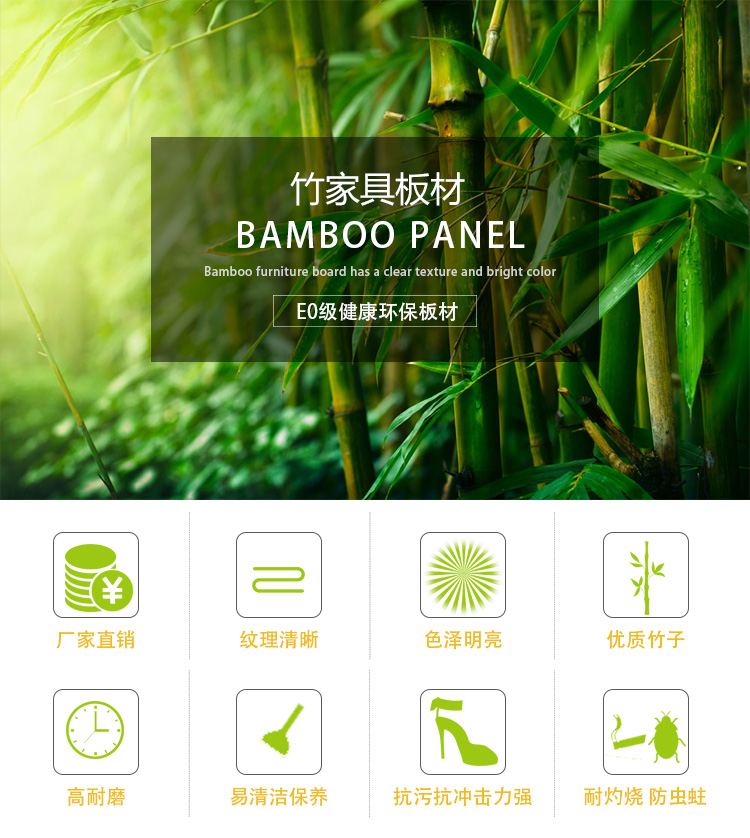 竹家具板材
BAMBOO PANEL
Bamboo furniture board has a clear texture and bright color
E0级健康环保板材
¥
厂家直销
纹理清晰
色泽明亮
优质竹子
高耐磨
易清洁保养
抗污抗冲击力强
耐灼烧 防虫蛀